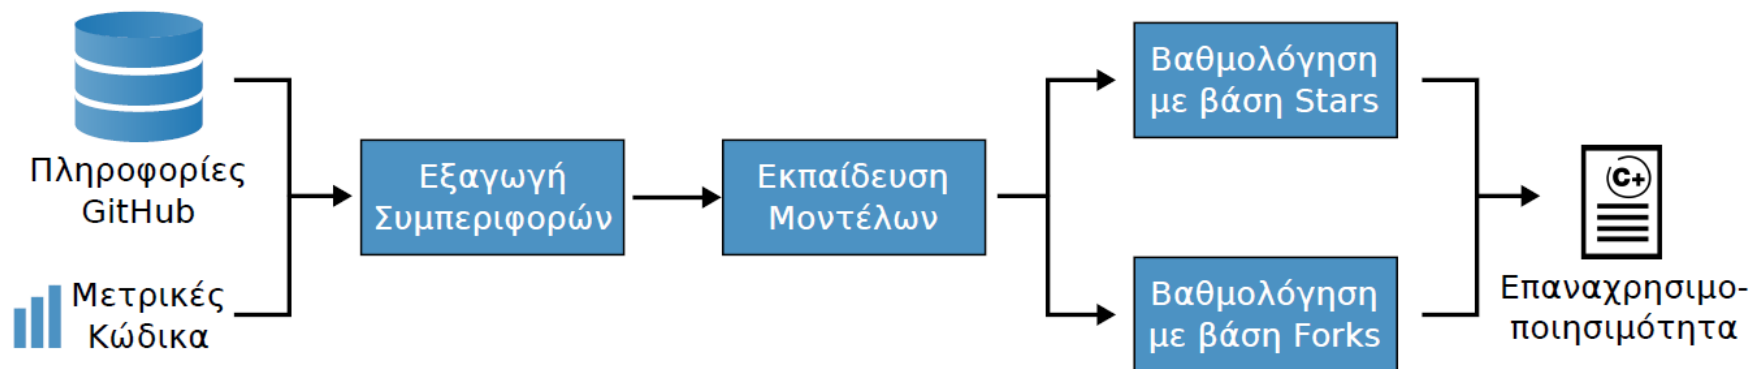 Πληροφορίες
GitHub
Μετρικές
Κώδικα
Εξαγωγή
Συμπεριφορών
Εκπαίδευση
Μοντέλων
Βαθμολόγηση
με βάση Stars
Βαθμολόγηση
με βάση Forks
C+
Επαναχρησιμο-
ποιησιμότητα